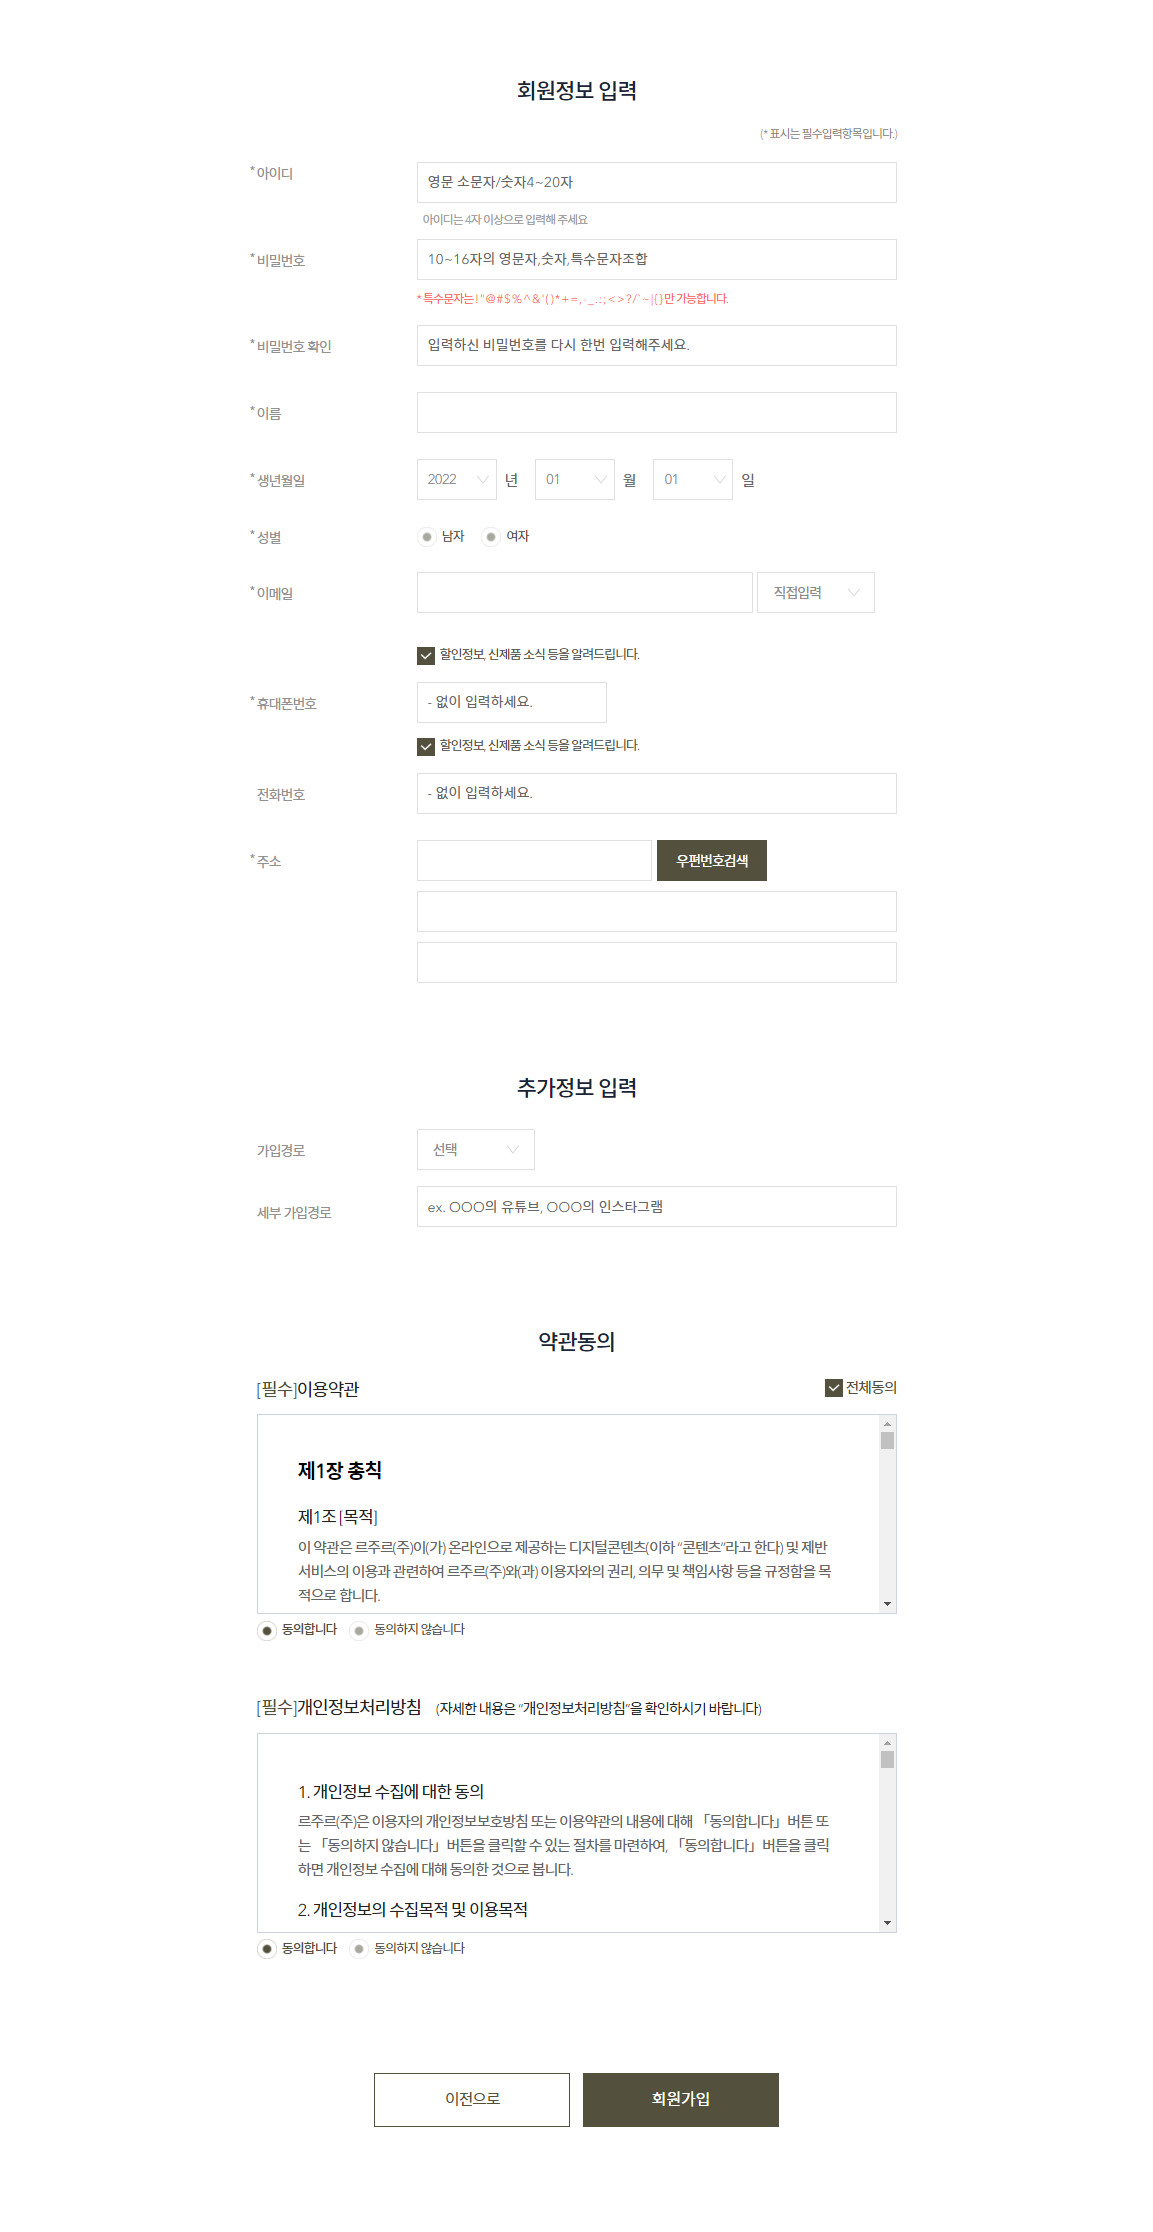 회원정보 입력
(* 표시는 필수입력항목입니다.)
* 아이디
영문 소문자/숫자4~20자
아이디는 4자 이상으로 입력해 주세요
* 비밀번호
10~16자의 영문자,숫자,특수문자조합
* 특수문자는 ! " @ # $ % ^ & ' ( ) * + = , - _ . : ; < > ? / ` ~ | { } 만 가능합니다.
* 비밀번호 확인
입력하신 비밀번호를 다시 한번 입력해주세요.
* 이름
* 생년월일
2022 년 01 월 01 일
* 성별
남자 여자
* 이메일
직접입력
할인정보, 신제품 소식 등을 알려드립니다.
* 휴대폰번호
- 없이 입력하세요.
할인정보, 신제품 소식 등을 알려드립니다.
전화번호
- 없이 입력하세요.
* 주소
우편번호검색
추가정보 입력
가입경로
선택
세부 가입경로
ex. OOO의 유튜브, OOO의 인스타그램
약관동의
[필수]이용약관
전체동의
제1장 총칙
제1조 [목적]
이 약관은 르주르(주)이(가) 온라인으로 제공하는 디지털콘텐츠(이하 "콘텐츠"라고 한다) 및 제반
서비스의 이용과 관련하여 르주르(주)와(과) 이용자와의 권리, 의무 및 책임사항 등을 규정함을 목
적으로 합니다.
동의합니다 동의하지 않습니다
[필수]개인정보처리방침 (자세한 내용은 "개인정보처리방침"을 확인하시기 바랍니다)
1. 개인정보 수집에 대한 동의
르주르(주)은 이용자의 개인정보보호방침 또는 이용약관의 내용에 대해 「동의합니다」버튼 또
는 「동의하지 않습니다」버튼을 클릭할 수 있는 절차를 마련하여, 「동의합니다」버튼을 클릭
하면 개인정보 수집에 대해 동의한 것으로 봅니다.
2. 개인정보의 수집목적 및 이용목적
동의합니다 동의하지 않습니다
이전으로
회원가입